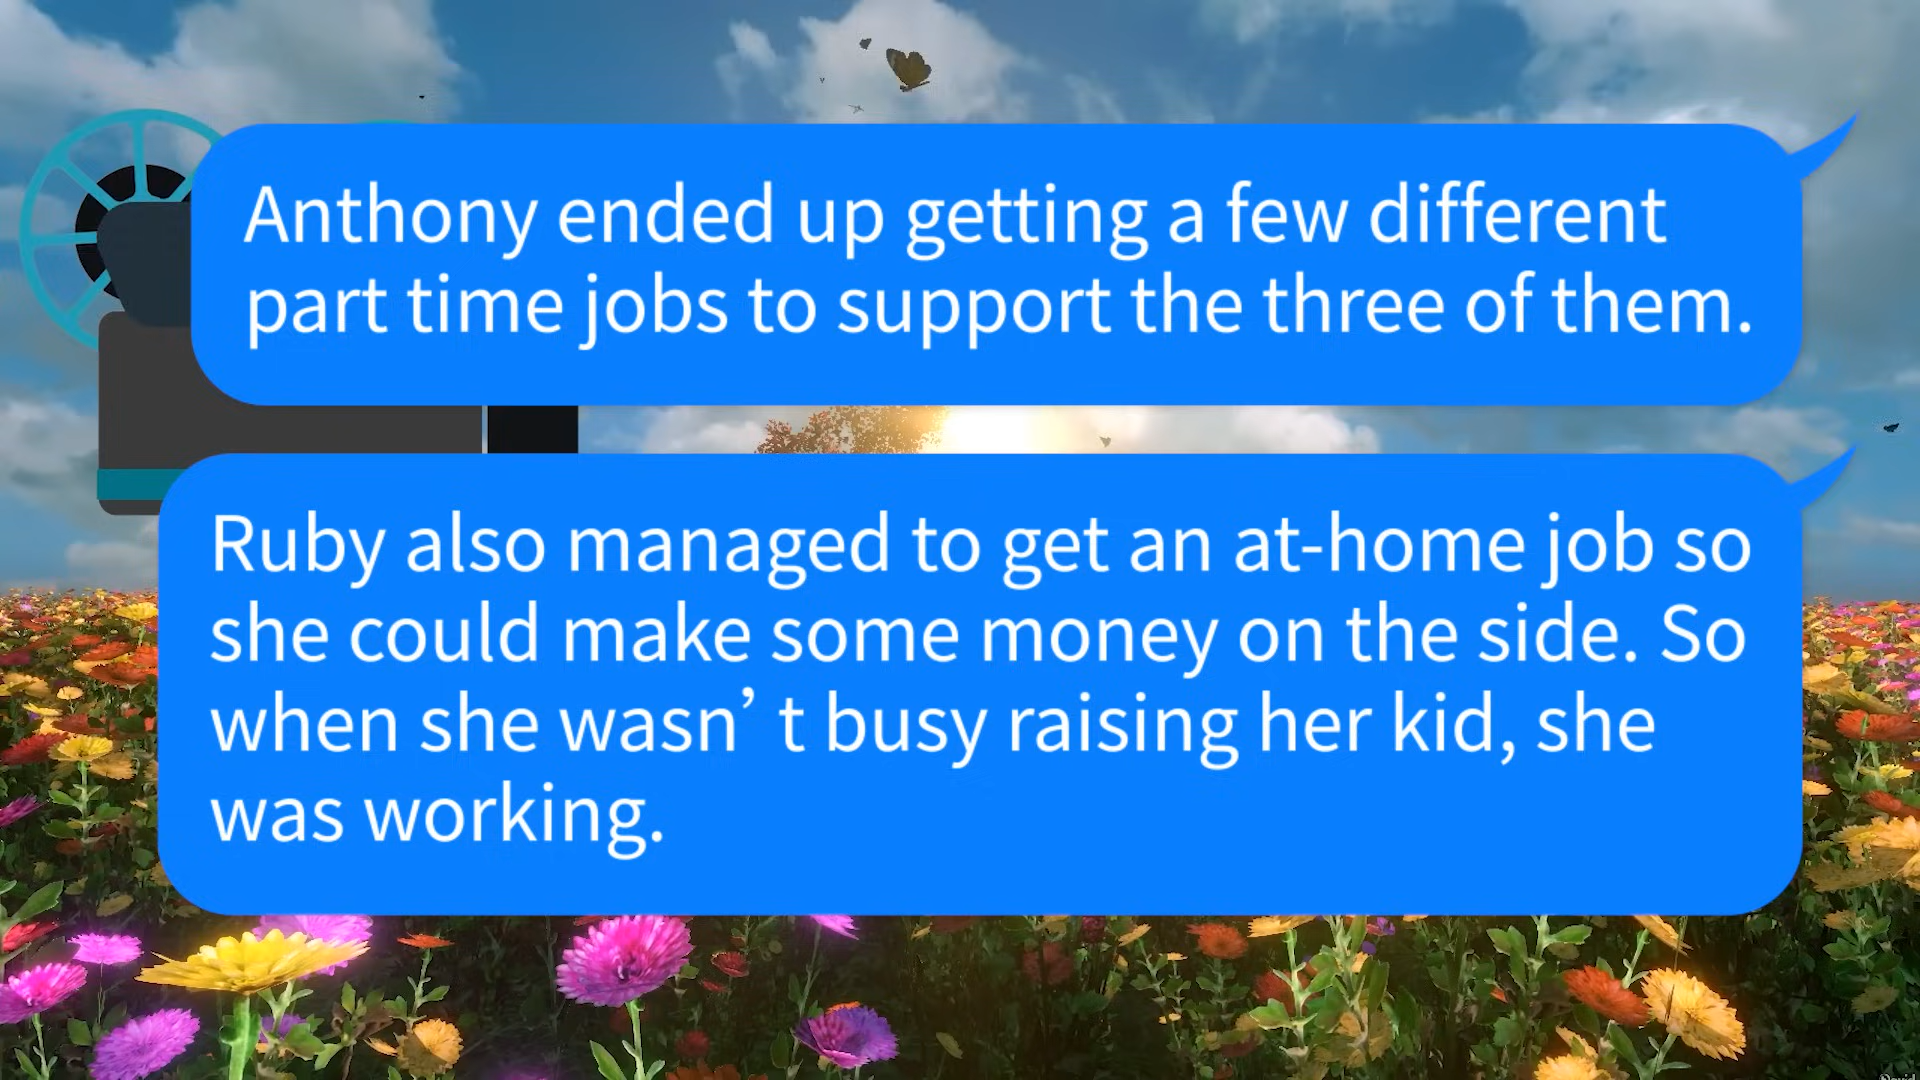 Anthony ended up getting a few different
part time jobs to support the three of them.
Ruby also managed to get an at-home job so
she could make some money on the side. So
when she wasn’t busy raising her kid, she
was working.